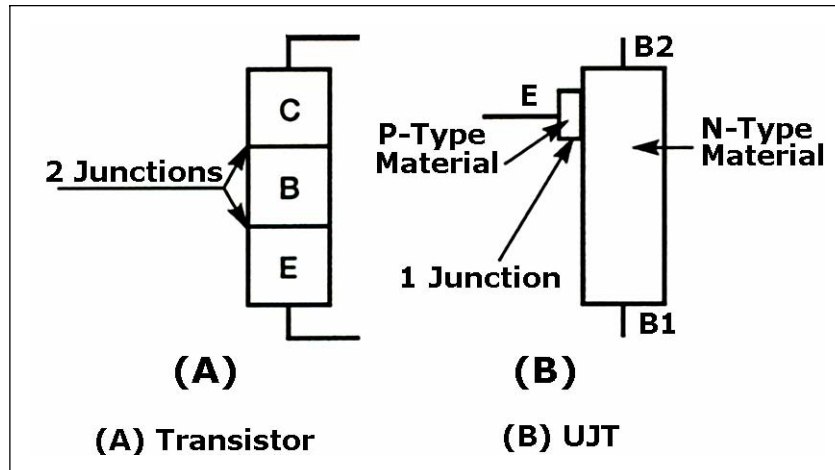 C
2 Junctions
B
E
(A)
(A) Transistor
B2
E
P-Type
Material
N-Type
Material
1 Junction
B1
(B)
(B) UJT